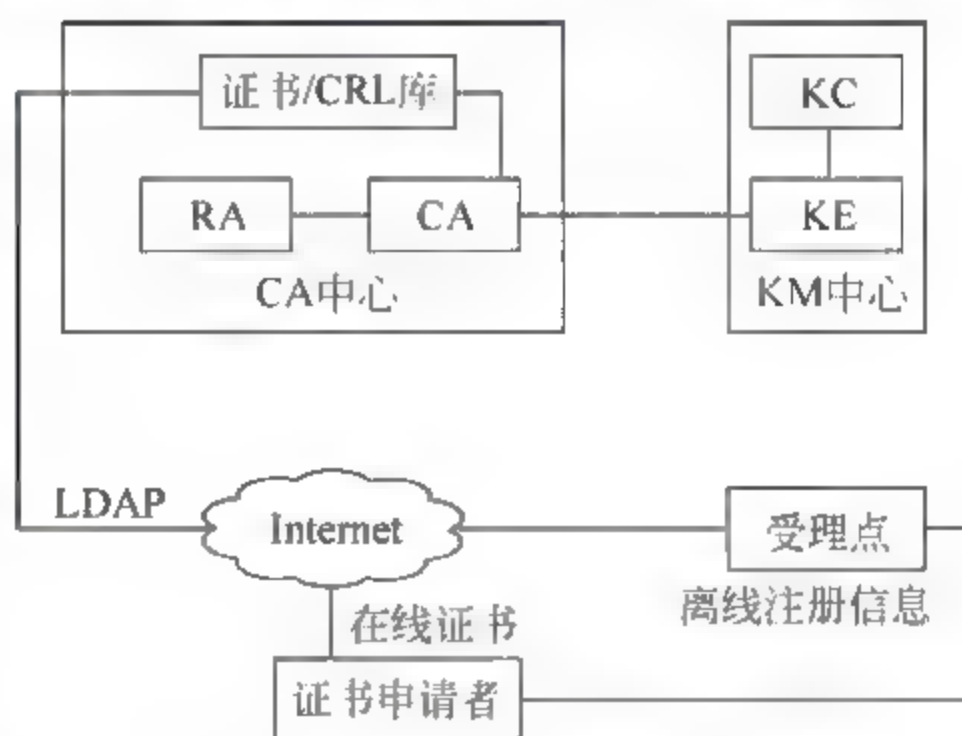 证书/CRL库
KC
RA
CA
KE
CA中心
KM中心
LDAP
Internet
受理点
离线注册信息
在线证书
证书申请者